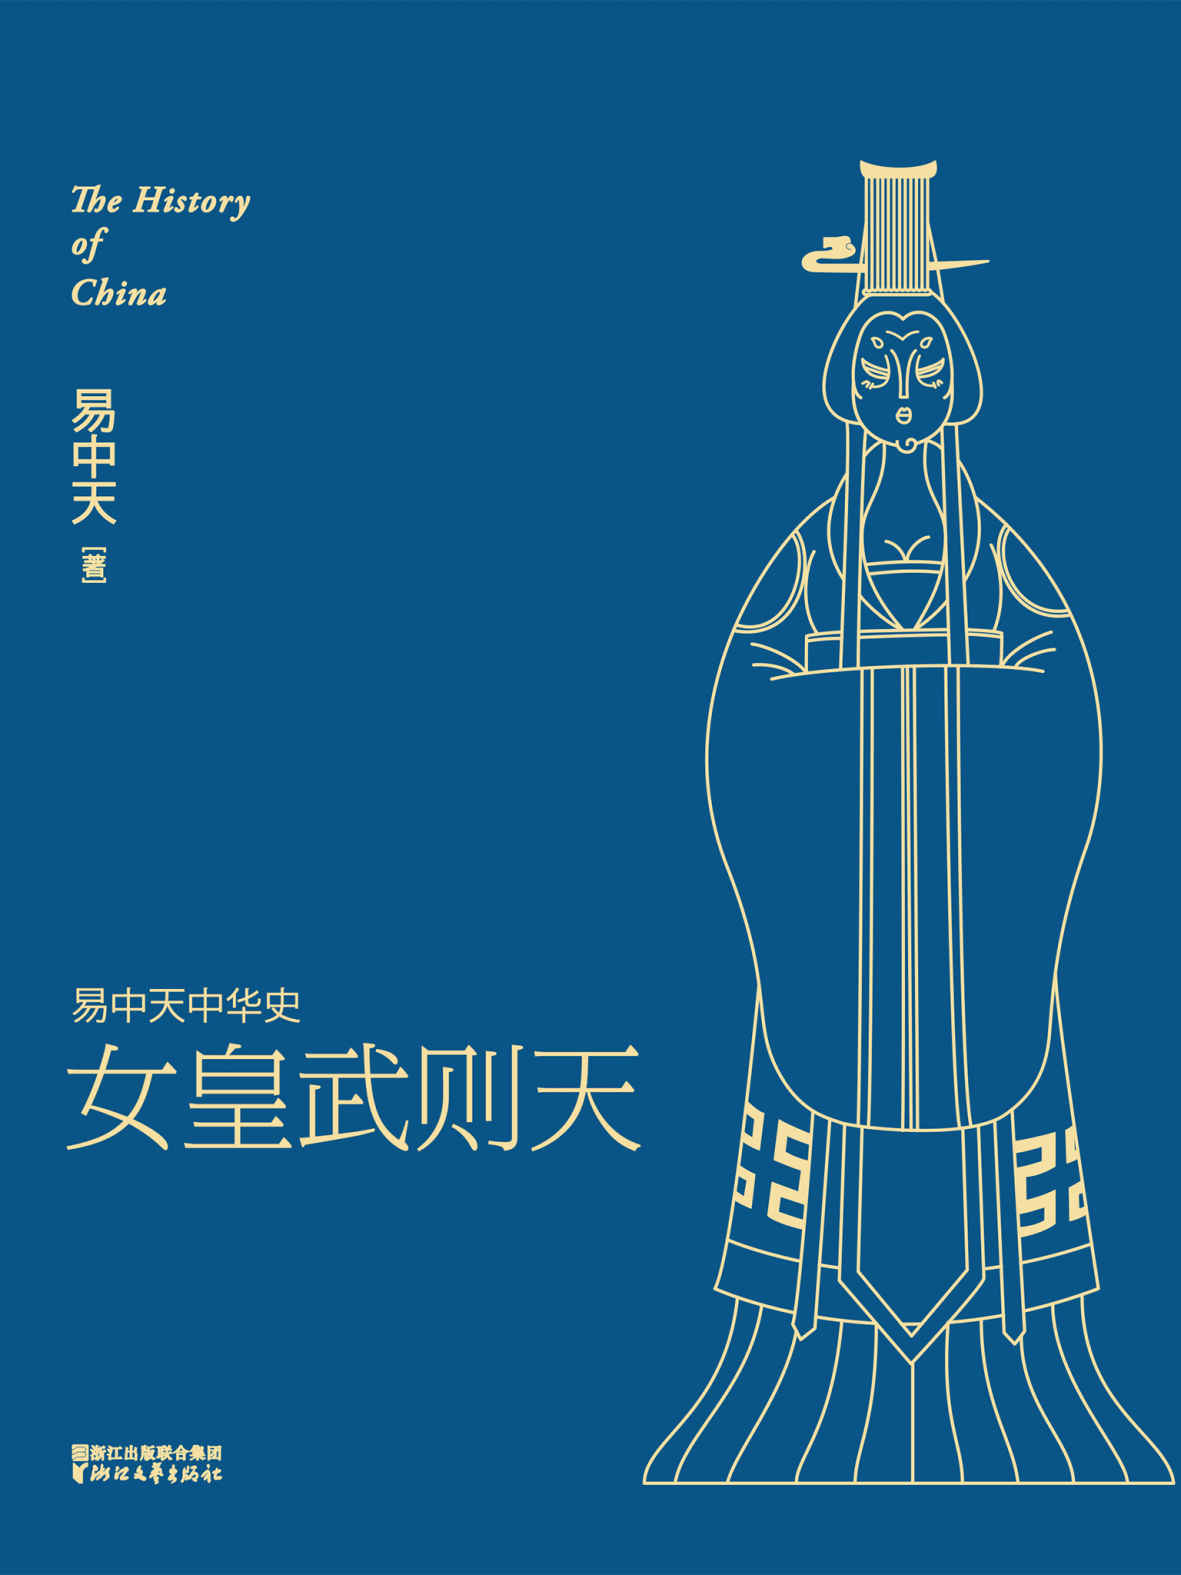 The History
of
China
易中天
[著]
易中天中华史
女皇武则天
浙江出版联合集团
浙江文艺出版社